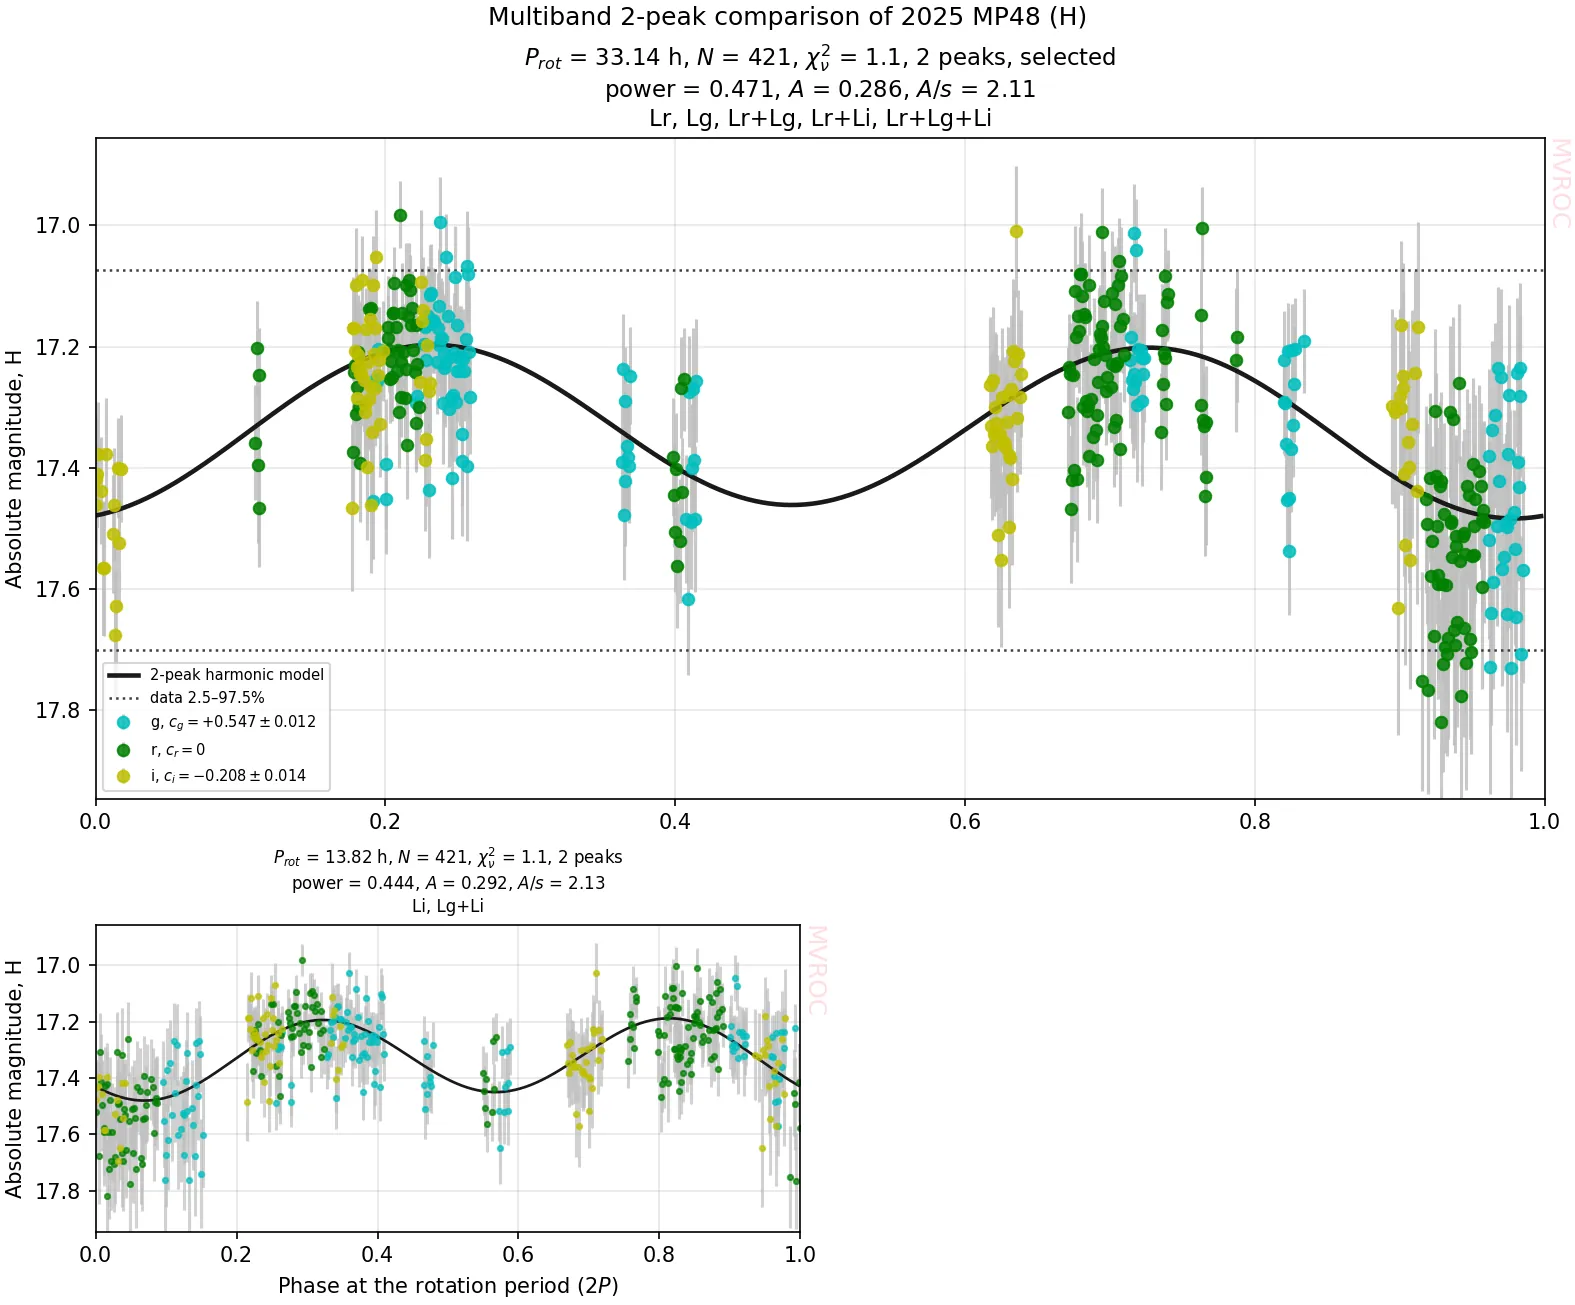 Multiband 2-peak comparison of 2025 MP48 (H)
P_rot = 33.14 h, N = 421, χ²_ν = 1.1, 2 peaks, selected
power = 0.471, A = 0.286, A/s = 2.11
Lr, Lg, Lr+Lg, Lr+Li, Lr+Lg+Li
MVROC
Absolute magnitude, H
17.0
17.2
17.4
17.6
17.8
2-peak harmonic model
data 2.5–97.5%
g, c_g = +0.547 ± 0.012
r, c_r = 0
i, c_i = −0.208 ± 0.014
0.0 0.2 0.4 0.6 0.8 1.0
P_rot = 13.82 h, N = 421, χ²_ν = 1.1, 2 peaks
power = 0.444, A = 0.292, A/s = 2.13
Li, Lg+Li
MVROC
Absolute magnitude, H
17.0
17.2
17.4
17.6
17.8
0.0 0.2 0.4 0.6 0.8 1.0
Phase at the rotation period (2P)